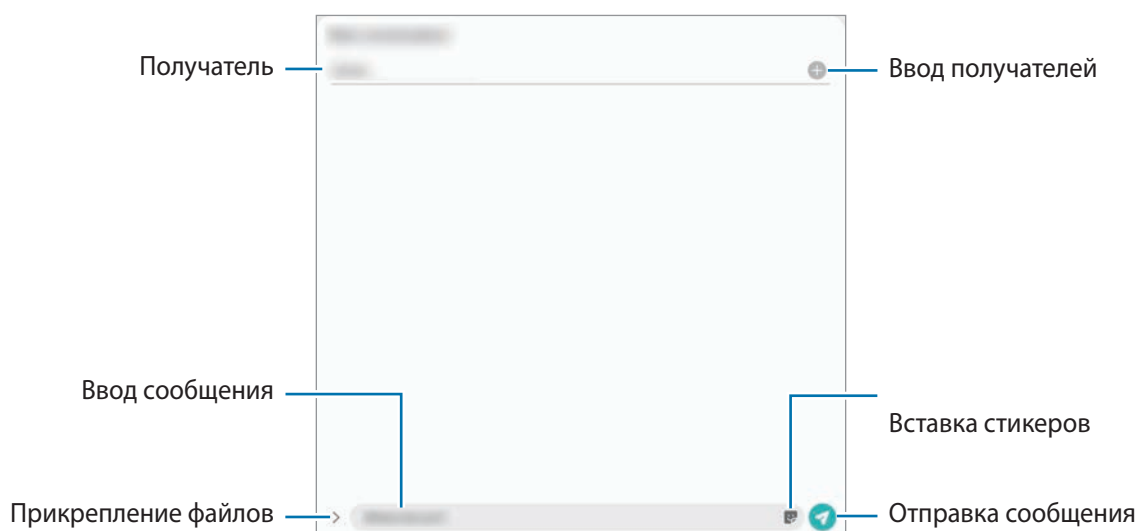 Получатель
Ввод получателей
Ввод сообщения
Вставка стикеров
Прикрепление файлов
Отправка сообщения